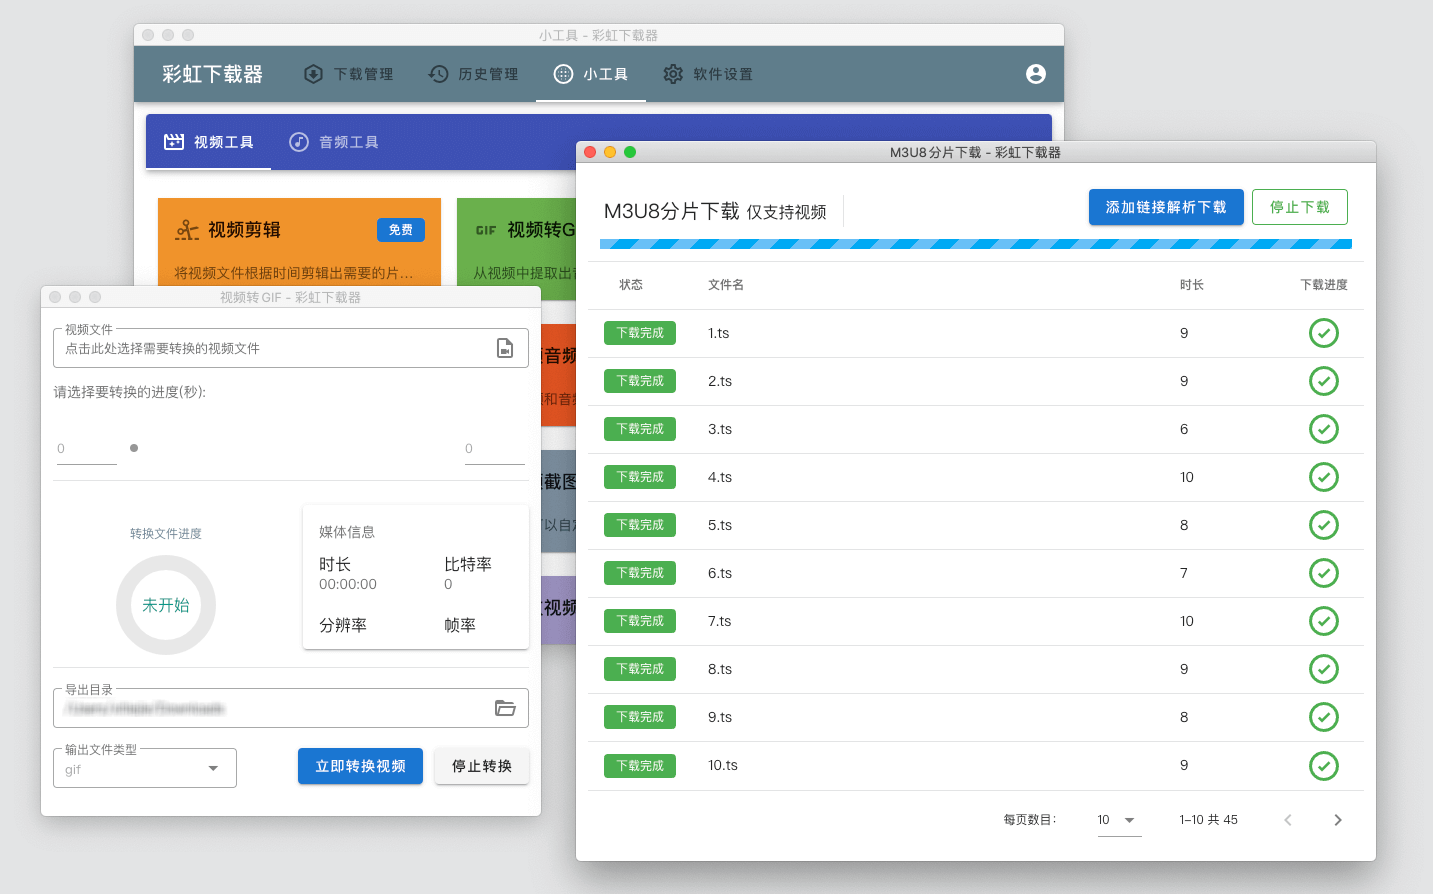 小工具 - 彩虹下载器
彩虹下载器
下载管理
历史管理
小工具
软件设置
视频工具
音频工具
视频剪辑
免费
将视频文件根据时间剪辑出需要的片...
GIF
视频转G
从视频中提取出
音频
和音
截图
以自
视频
视频转 GIF - 彩虹下载器
视频文件
点击此处选择需要转换的视频文件
请选择要转换的进度(秒):
0
0
转换文件进度
未开始
媒体信息
时长
比特率
00:00:00
0
分辨率
帧率
导出目录
输出文件类型
gif
立即转换视频
停止转换
M3U8 分片下载 - 彩虹下载器
M3U8分片下载 仅支持视频
添加链接解析下载
停止下载
状态
文件名
时长
下载进度
下载完成 1.ts 9
下载完成 2.ts 9
下载完成 3.ts 6
下载完成 4.ts 10
下载完成 5.ts 8
下载完成 6.ts 7
下载完成 7.ts 10
下载完成 8.ts 9
下载完成 9.ts 8
下载完成 10.ts 9
每页数目:
10
1-10 共 45